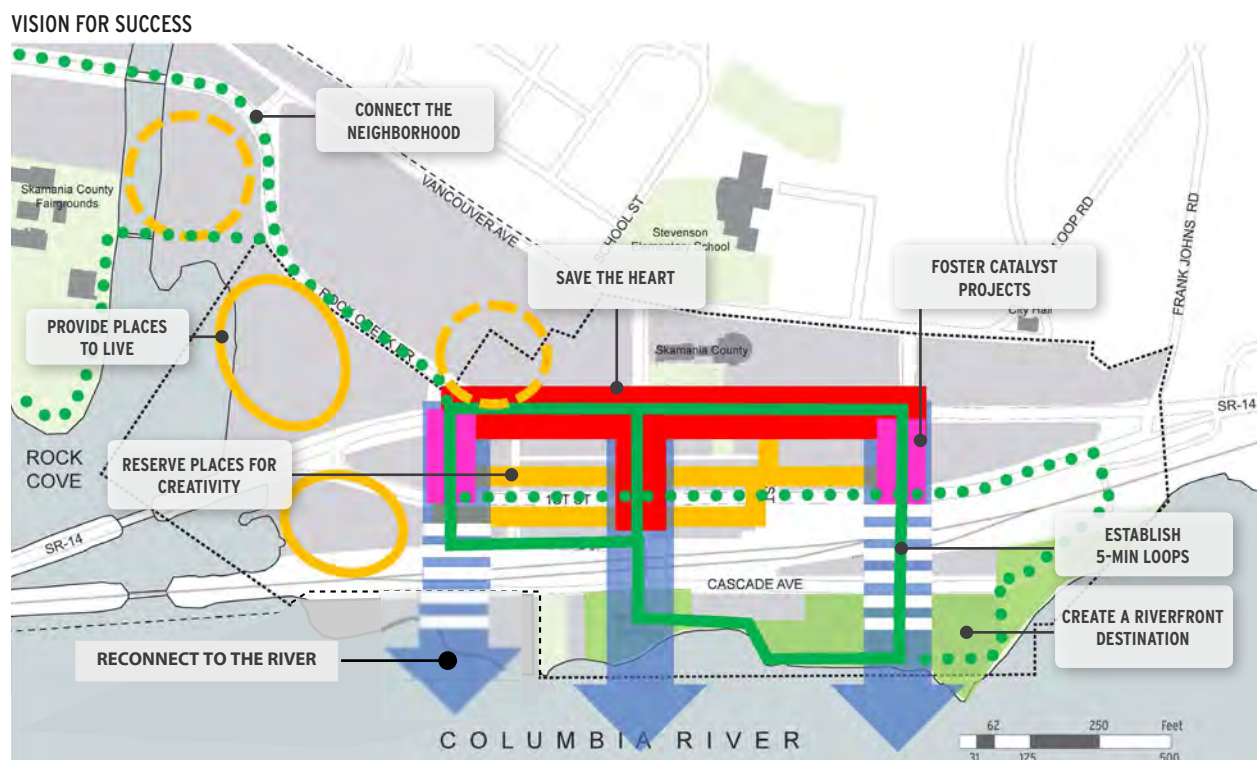 VISION FOR SUCCESS
CONNECT THE
NEIGHBORHOOD
Skamania County
Fairgrounds
VANCOUVER AVE
SCHOOL ST
Stevenson
Elementary School
LOOP RD
FRANK JOHNS RD
SAVE THE HEART
FOSTER CATALYST
PROJECTS
City Hall
ROCK CREEK DR
PROVIDE PLACES
TO LIVE
Skamania County
SR-14
ROCK
COVE
RESERVE PLACES FOR
CREATIVITY
1ST ST
ST
SR-14
ESTABLISH
5-MIN LOOPS
CASCADE AVE
CREATE A RIVERFRONT
DESTINATION
RECONNECT TO THE RIVER
COLUMBIA RIVER
62 250 Feet
31 125 500